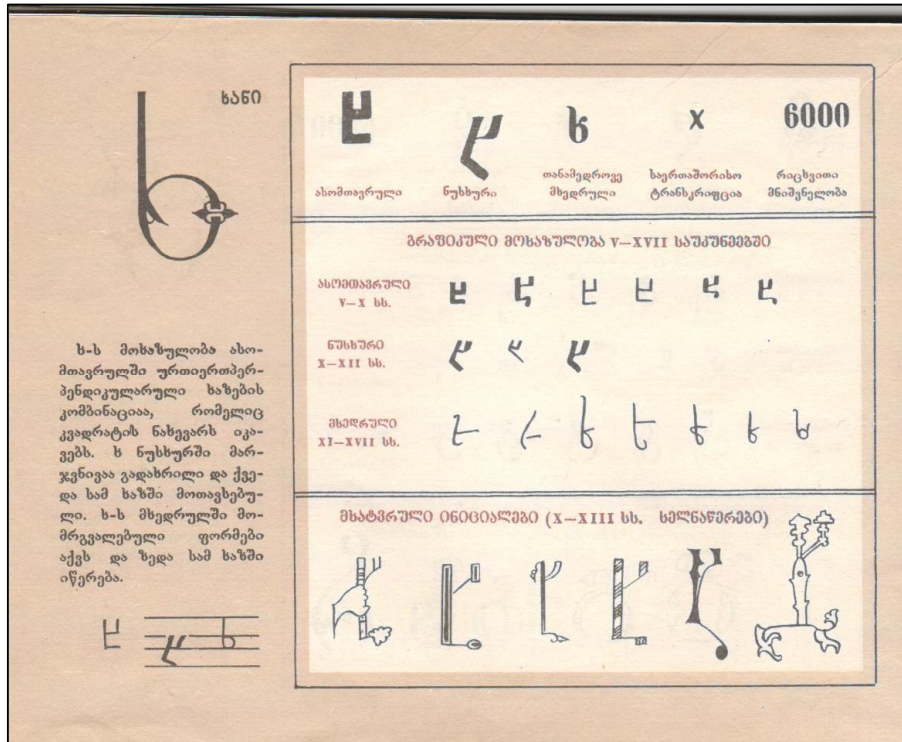 ხანი
ხ-ს მოხაზულობა ასო-
მთავრულში ურთიერთპერ-
პენდიკულარული ხაზების
კომბინაციაა, რომელიც
კვადრატის ნახევარს იკა-
ვებს. ხ ნუსხურში მარ-
ჯვნივაა გადახრილი და ქვე-
და სამ ხაზში მოთავსებუ-
ლი. ხ-ს მხედრულში მო-
მრგვალებული ფორმები
აქვს და ზედა სამ ხაზში
იწერება.
Ⴞ ⴞ ხ x 6000
ასომთავრული ნუსხური თანამედროვე მხედრული საერთაშორისო ტრანსკრიფცია რიცხვითი მნიშვნელობა
გრაფიკული მოხაზულობა V—XVII საუკუნეებში
ასომთავრული
V—X სს.
ნუსხური
X—XII სს.
მხედრული
XI—XVII სს.
მხატვრული ინიციალები (X—XIII სს. ხელნაწერები)